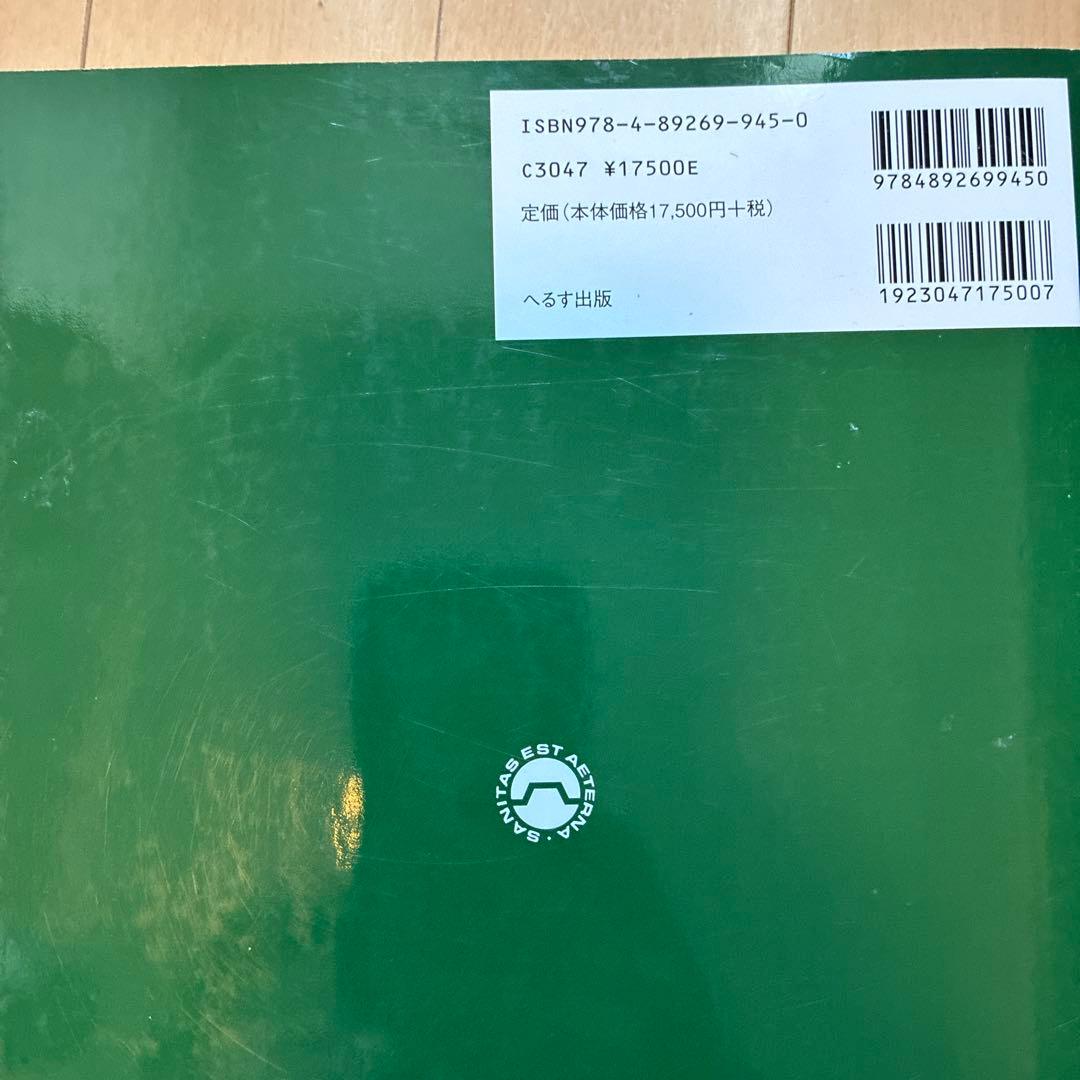 ISBN978-4-89269-945-0
C3047 ¥17500E
定価(本体価格17,500円+税)
へるす出版
9784892699450
1923047175007
SANITAS EST AETERNA・